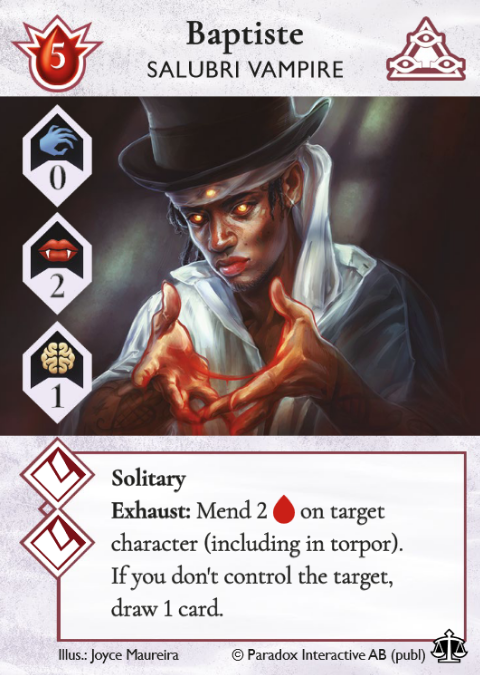 5
Baptiste
SALUBRI VAMPIRE
0
2
1
Solitary
Exhaust: Mend 2 on target
character (including in torpor).
If you don't control the target,
draw 1 card.
Illus.: Joyce Maureira
© Paradox Interactive AB (publ)